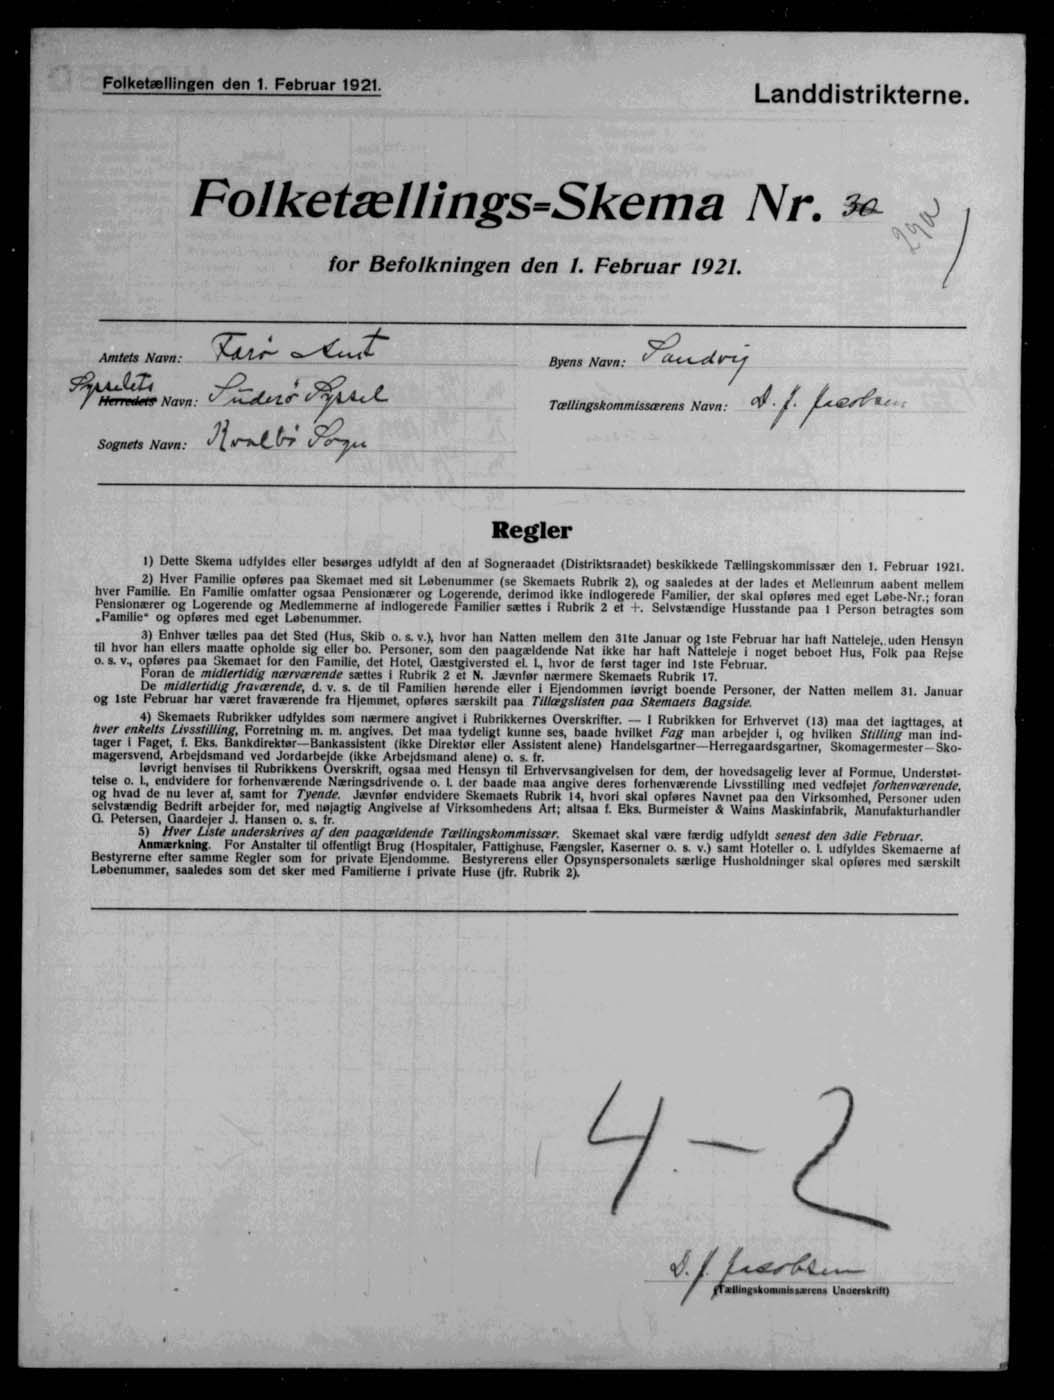 Folketællingen den 1. Februar 1921.
Landdistrikterne.
Folketællings=Skema Nr. 30
29a
for Befolkningen den 1. Februar 1921.
Amtets Navn: Færø Amt
Byens Navn: Sandvig
Sysselets
Herredets Navn: Suderø Syssel
Tællingskommissærens Navn: D. J. Jacobsen
Sognets Navn: Kvalbø Sogn
Regler
1) Dette Skema udfyldes eller besørges udfyldt af den af Sogneraadet (Distriktsraadet) beskikkede Tællingskommissær den 1. Februar 1921.
2) Hver Familie opføres paa Skemaet med sit Løbenummer (se Skemaets Rubrik 2), og saaledes at der lades et Mellemrum aabent mellem
hver Familie. En Familie omfatter ogsaa Pensionærer og Logerende, derimod ikke indlogerede Familier, der skal opføres med eget Løbe-Nr.; foran
Pensionærer og Logerende og Medlemmerne af indlogerede Familier sættes i Rubrik 2 et +. Selvstændige Husstande paa 1 Person betragtes som
„Familie“ og opføres med eget Løbenummer.
3) Enhver tælles paa det Sted (Hus, Skib o. s. v.), hvor han Natten mellem den 31te Januar og 1ste Februar har haft Natteleje, uden Hensyn
til hvor han ellers maatte opholde sig eller bo. Personer, som den paagældende Nat ikke har haft Natteleje i noget beboet Hus, Folk paa Rejse
o. s. v., opføres paa Skemaet for den Familie, det Hotel, Gæstgiversted el. l., hvor de først tager ind 1ste Februar.
Foran de midlertidig nærværende sættes i Rubrik 2 et N. Jævnfør nærmere Skemaets Rubrik 17.
De midlertidig fraværende, d. v. s. de til Familien hørende eller i Ejendommen iøvrigt boende Personer, der Natten mellem 31. Januar
og 1ste Februar har været fraværende fra Hjemmet, opføres særskilt paa Tillægslisten paa Skemaets Bagside.
4) Skemaets Rubrikker udfyldes som nærmere angivet i Rubrikkernes Overskrifter. — I Rubrikken for Erhvervet (13) maa det iagttages, at
hver enkelts Livsstilling, Forretning m. m. angives. Det maa tydeligt kunne ses, baade hvilket Fag man arbejder i, og hvilken Stilling man ind-
tager i Faget, f. Eks. Bankdirektør—Bankassistent (ikke Direktør eller Assistent alene) Handelsgartner—Herregaardsgartner, Skomagermester—Sko-
magersvend, Arbejdsmand ved Jordarbejde (ikke Arbejdsmand alene) o. s. fr.
Iøvrigt henvises til Rubrikkens Overskrift, ogsaa med Hensyn til Erhvervsangivelsen for dem, der hovedsagelig lever af Formue, Understøt-
telse o. l., endvidere for forhenværende Næringsdrivende o. l. der baade maa angive deres forhenværende Livsstilling med vedføjet forhenværende,
og hvad de nu lever af, samt for Tyende. Jævnfør endvidere Skemaets Rubrik 14, hvori skal opføres Navnet paa den Virksomhed, Personer uden
selvstændig Bedrift arbejder for, med nøjagtig Angivelse af Virksomhedens Art; altsaa f. Eks. Burmeister & Wains Maskinfabrik, Manufakturhandler
G. Petersen, Gaardejer J. Hansen o. s. fr.
5) Hver Liste underskrives af den paagældende Tællingskommissær. Skemaet skal være færdig udfyldt senest den 3die Februar.
Anmærkning. For Anstalter til offentligt Brug (Hospitaler, Fattighuse, Fængsler, Kaserner o. s. v.) samt Hoteller o. l. udfyldes Skemaerne af
Bestyrerne efter samme Regler som for private Ejendomme. Bestyrerens eller Opsynspersonalets særlige Husholdninger skal opføres med særskilt
Løbenummer, saaledes som det sker med Familierne i private Huse (jfr. Rubrik 2).
4 – 2
D. J. Jacobsen
(Tællingskommissærens Underskrift)